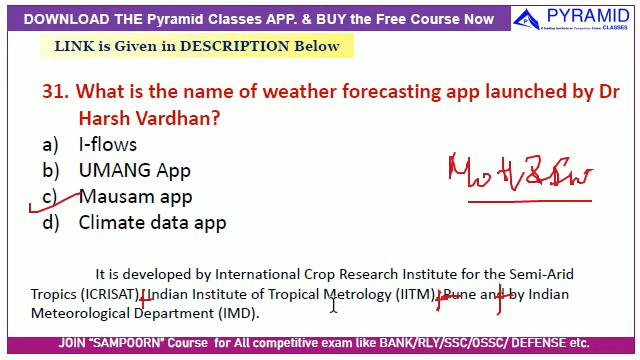 DOWNLOAD THE Pyramid Classes APP. & BUY the Free Course Now
PYRAMID
CLASSES
LINK is Given in DESCRIPTION Below
31. What is the name of weather forecasting app launched by Dr
Harsh Vardhan?
a) I-flows
b) UMANG App
c) Mausam app
d) Climate data app
It is developed by International Crop Research Institute for the Semi-Arid
Tropics (ICRISAT), Indian Institute of Tropical Metrology (IITM), Pune and by Indian
Meteorological Department (IMD).
JOIN "SAMPOORN" Course for All competitive exam like BANK/RLY/SSC/OSSC/ DEFENSE etc.